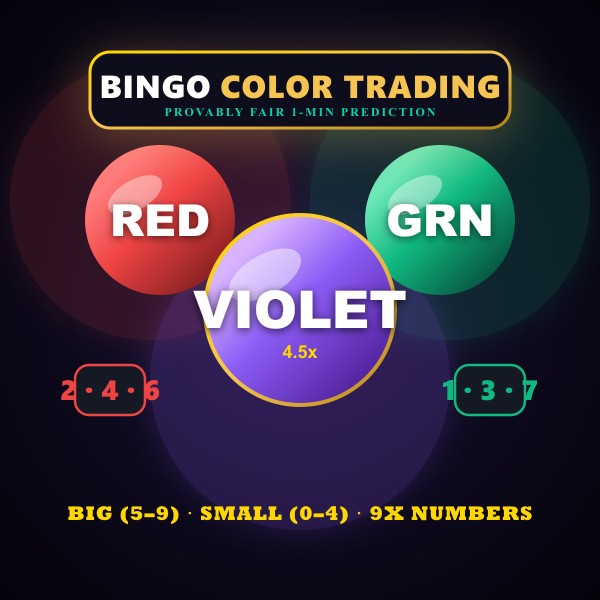 BINGO COLOR TRADING
PROVABLY FAIR 1-MIN PREDICTION
RED
GRN
VIOLET
4.5x
2 · 4 · 6
1 · 3 · 7
BIG (5–9) · SMALL (0–4) · 9X NUMBERS